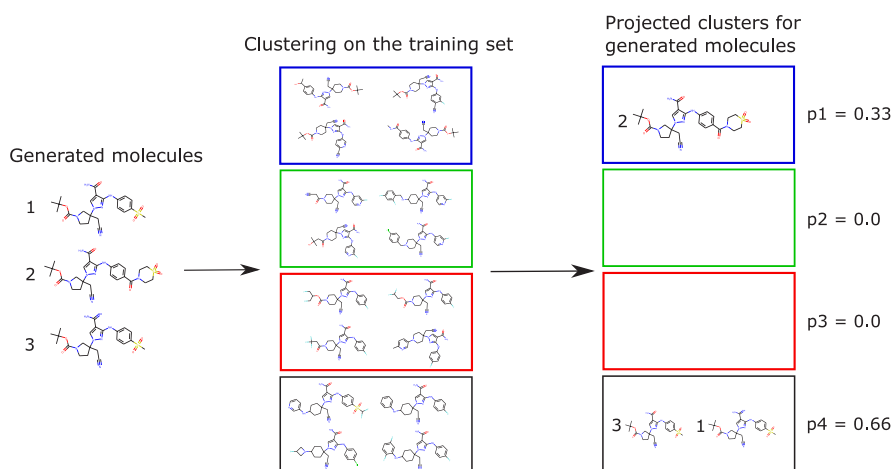 Clustering on the training set
Projected clusters for
generated molecules
Generated molecules
1
2
3
2
3
1
p1 = 0.33
p2 = 0.0
p3 = 0.0
p4 = 0.66